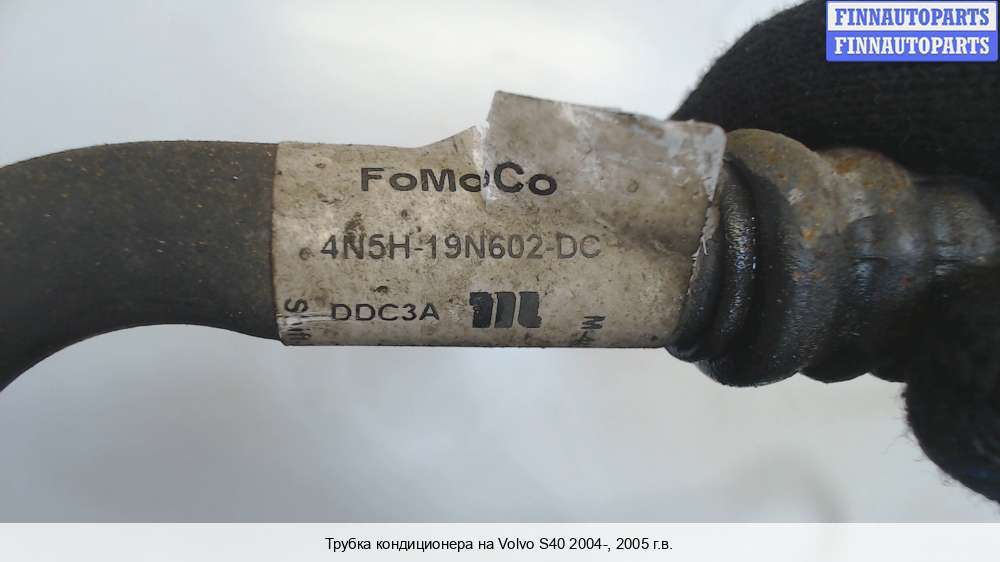 FINNAUTOPARTS
FINNAUTOPARTS
FoMoCo
4N5H-19N602-DC
DDC3A
Трубка кондиционера на Volvo S40 2004-, 2005 г.в.